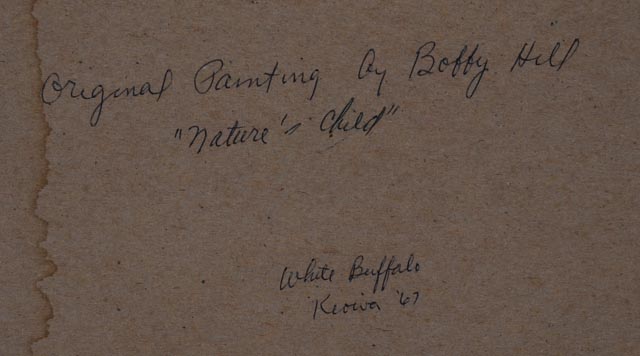 Original Painting by Bobby Hill
"Nature's Child"
White Buffalo
Kiowa '67